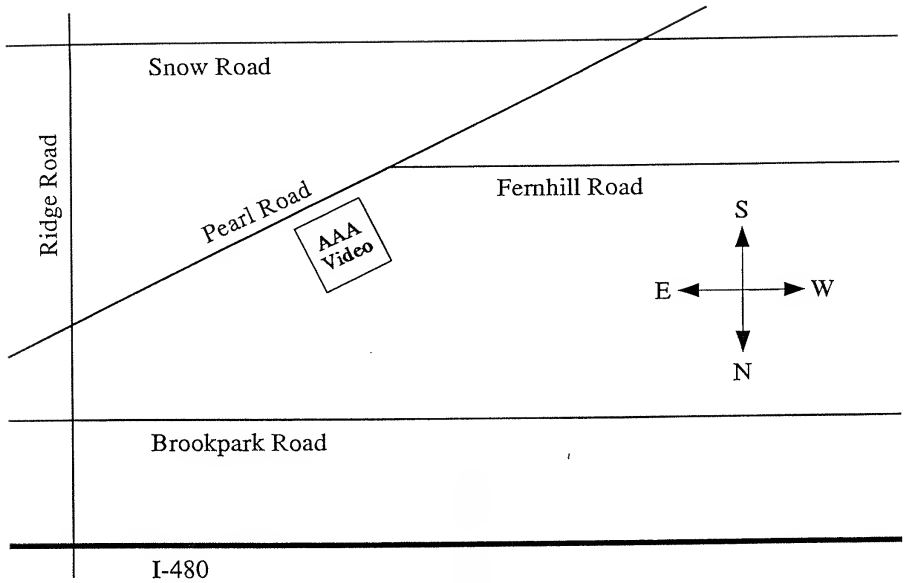 Snow Road
Ridge Road
Pearl Road
Fernhill Road
AAA
Video
S
E
W
N
Brookpark Road
I-480